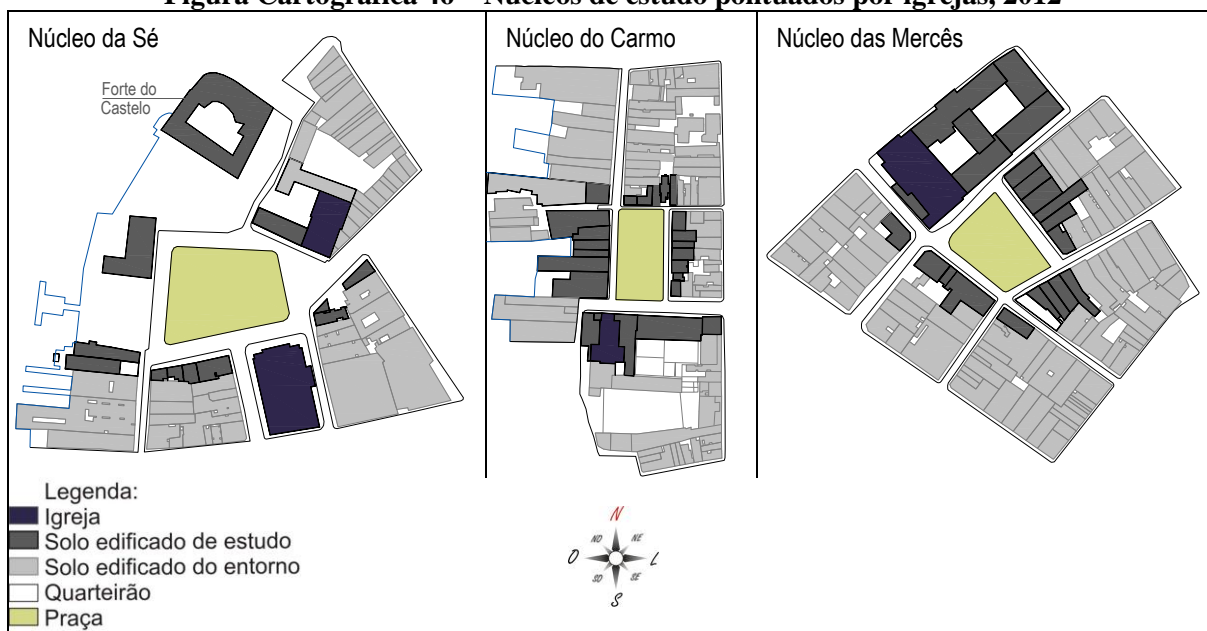 Figura Cartográfica 46 – Núcleos de estudo pontuados por igrejas, 2012
Núcleo da Sé
Núcleo do Carmo
Núcleo das Mercês
Forte do
Castelo
Legenda:
Igreja
Solo edificado de estudo
Solo edificado do entorno
Quarteirão
Praça
N
NO
NE
O
L
SO
SE
S